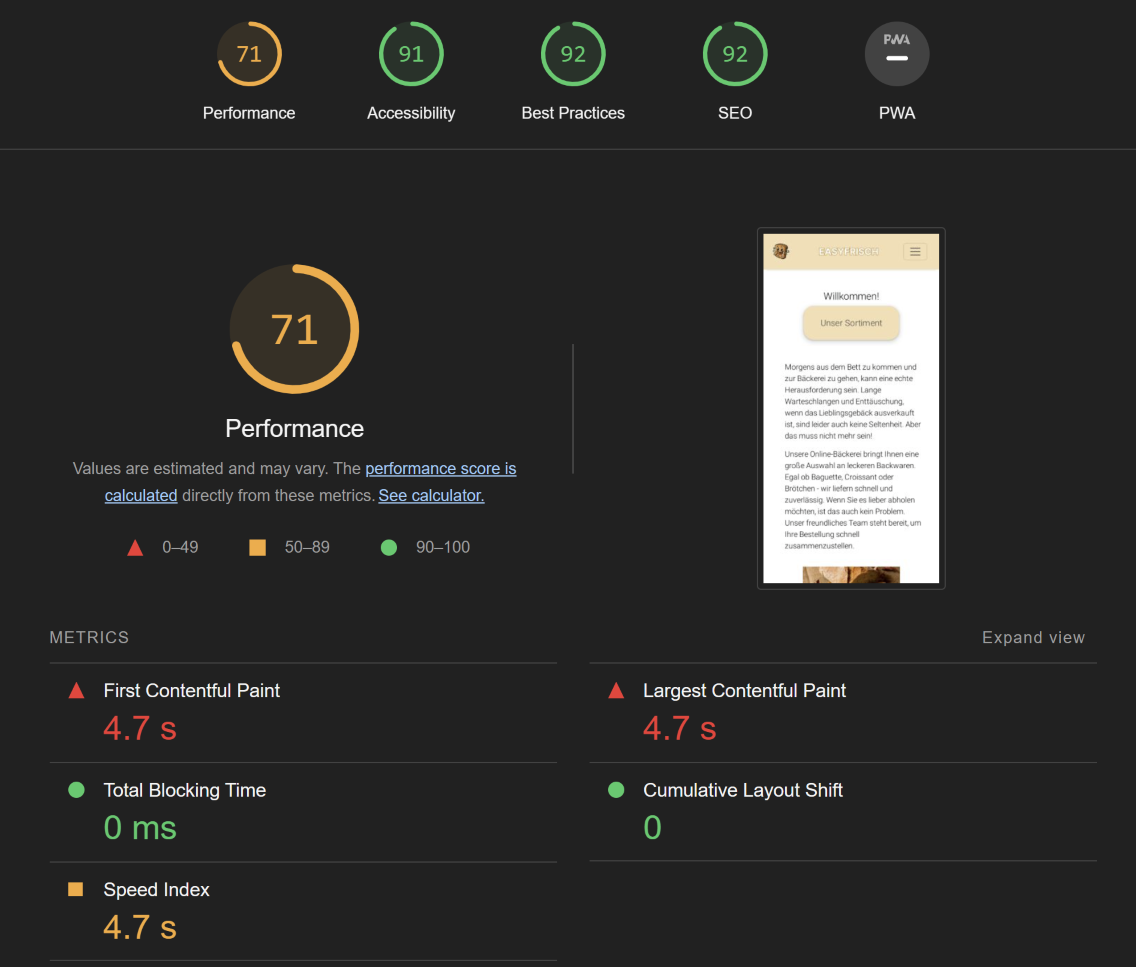 71
91
92
92
PWA
Performance
Accessibility
Best Practices
SEO
PWA
71
Performance
Values are estimated and may vary. The performance score is
calculated directly from these metrics. See calculator.
0–49
50–89
90–100
EASYFRISCH
Willkommen!
Unser Sortiment
Morgens aus dem Bett zu kommen und
zur Bäckerei zu gehen, kann eine echte
Herausforderung sein. Lange
Warteschlangen und Enttäuschung,
wenn das Lieblingsgebäck ausverkauft
ist, sind leider auch keine Seltenheit. Aber
das muss nicht mehr sein!
Unsere Online-Bäckerei bringt Ihnen eine
große Auswahl an leckeren Backwaren.
Egal ob Baguette, Croissant oder
Brötchen - wir liefern schnell und
zuverlässig. Wenn Sie es lieber abholen
möchten, ist das auch kein Problem.
Unser freundliches Team steht bereit, um
Ihre Bestellung schnell
zusammenzustellen.
METRICS
Expand view
First Contentful Paint
4.7 s
Largest Contentful Paint
4.7 s
Total Blocking Time
0 ms
Cumulative Layout Shift
0
Speed Index
4.7 s